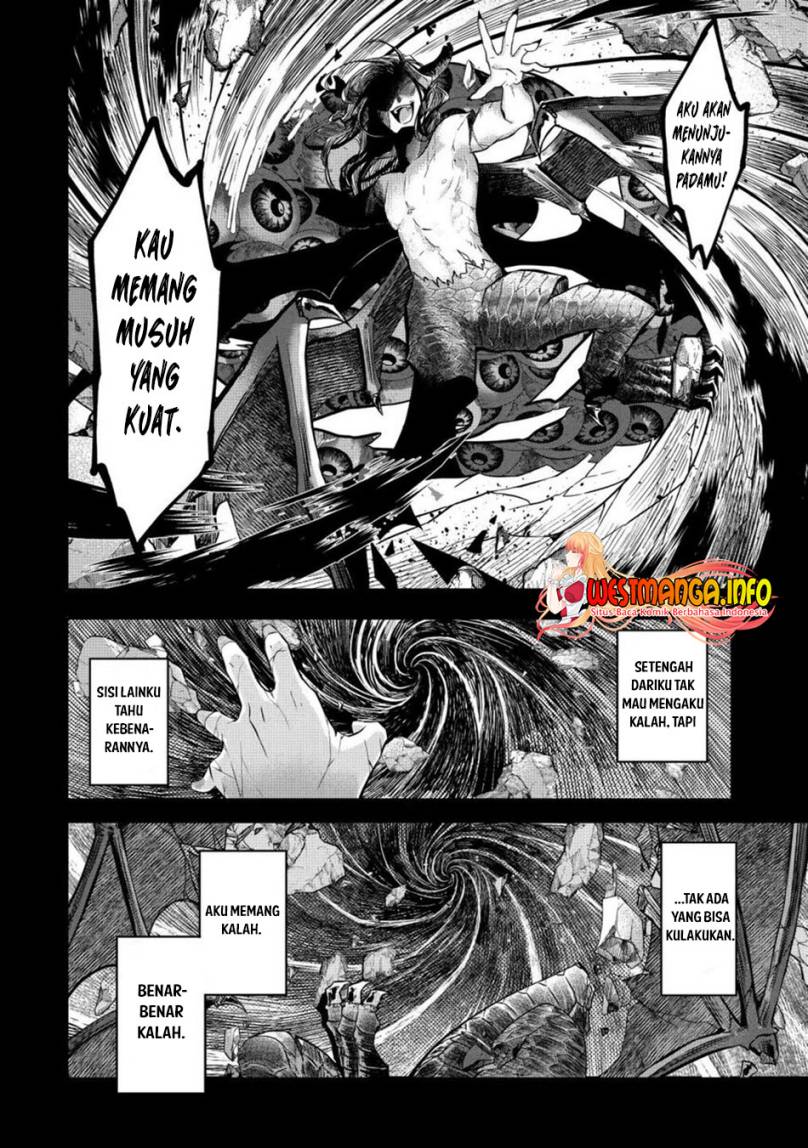 AKU AKAN
MENUNJU-
KANNYA
PADAMU!
KAU
MEMANG
MUSUH
YANG
KUAT.
WESTMANGA.INFO
Situs Baca Komik Berbahasa Indonesia
SETENGAH
DARIKU TAK
MAU MENGAKU
KALAH, TAPI
SISI LAINKU
TAHU
KEBENA-
RANNYA.
...TAK ADA
YANG BISA
KULAKUKAN.
AKU MEMANG
KALAH.
BENAR-
BENAR
KALAH.